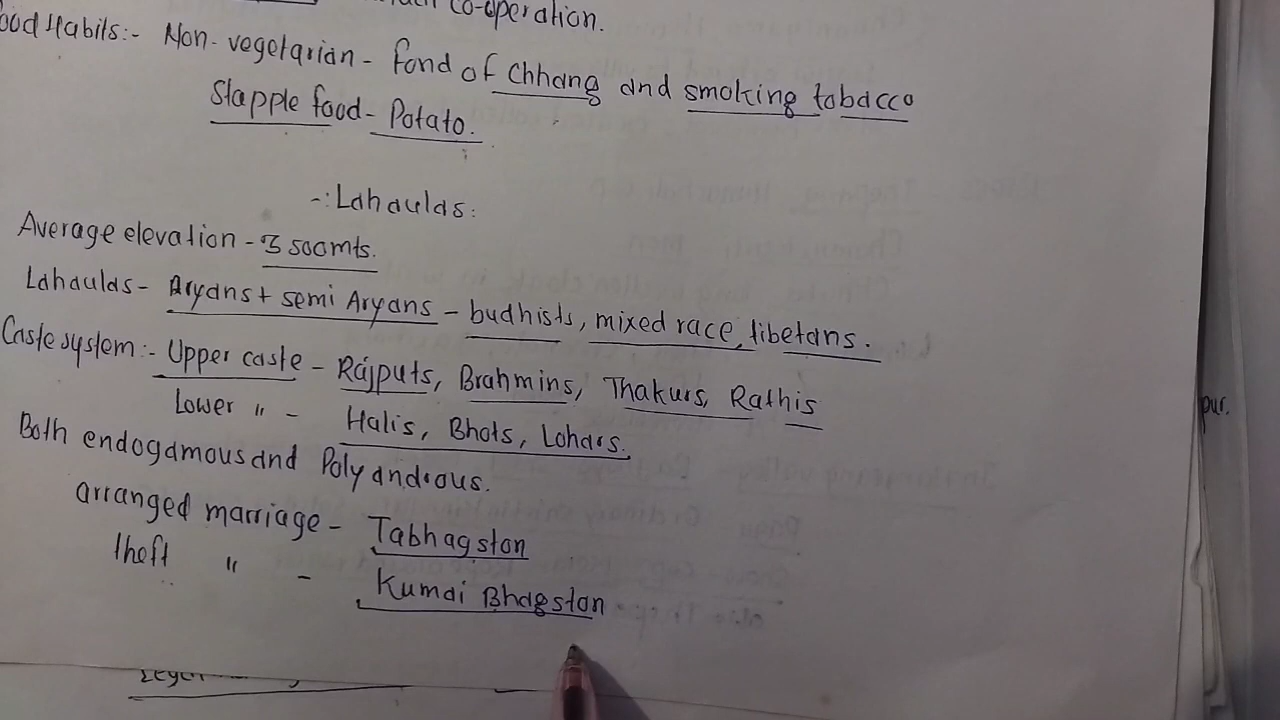 co-operation.
Food Habits:- Non-vegetarian - fond of Chhang and smoking tobacco
Stapple food - Potato.
-:Lahaulas:
Average elevation - 3500mts.
Lahaulas - Aryans + semi Aryans - budhists, mixed race, tibetans.
Caste system:- Upper caste - Rajputs, Brahmins, Thakurs, Rathis
Lower " - Halis, Bhots, Lohars.
Both endogamous and Polyandrous.
arranged marriage - Tabhagston
theft " - Kumai Bhagston
pur.